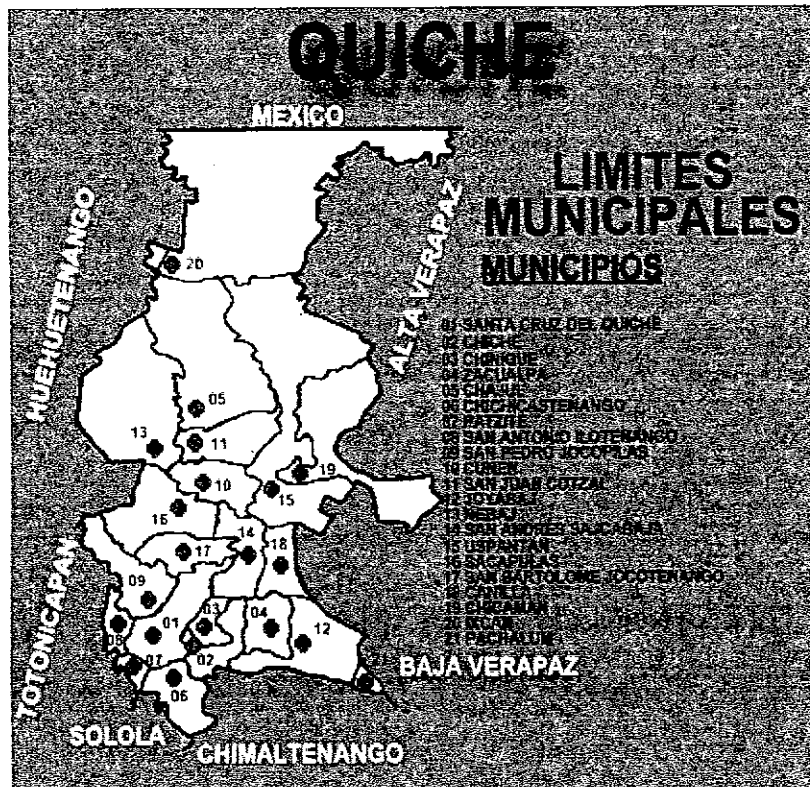 QUICHE
MEXICO
LIMITES
MUNICIPALES
MUNICIPIOS
HUEHUETENANGO
ALTA VERAPAZ
TOTONICAPAN
SOLOLA
CHIMALTENANGO
BAJA VERAPAZ
01 SANTA CRUZ DEL QUICHE
02 CHICHE
03 CHINIQUE
04 ZACUALPA
05 CHAJUL
06 CHICHICASTENANGO
07 PATZITE
08 SAN ANTONIO ILOTENANGO
09 SAN PEDRO JOCOPILAS
10 CUNEN
11 SAN JUAN COTZAL
12 JOYABAJ
13 NEBAJ
14 SAN ANDRES SAJCABAJA
15 USPANTAN
16 SACAPULAS
17 SAN BARTOLOME JOCOTENANGO
18 CANILLA
19 CHICAMAN
20 IXCAN
21 PACHALUM
20
05
13
11
10
19
15
16
14
17
18
09
08
01
03
04
12
07
02
06